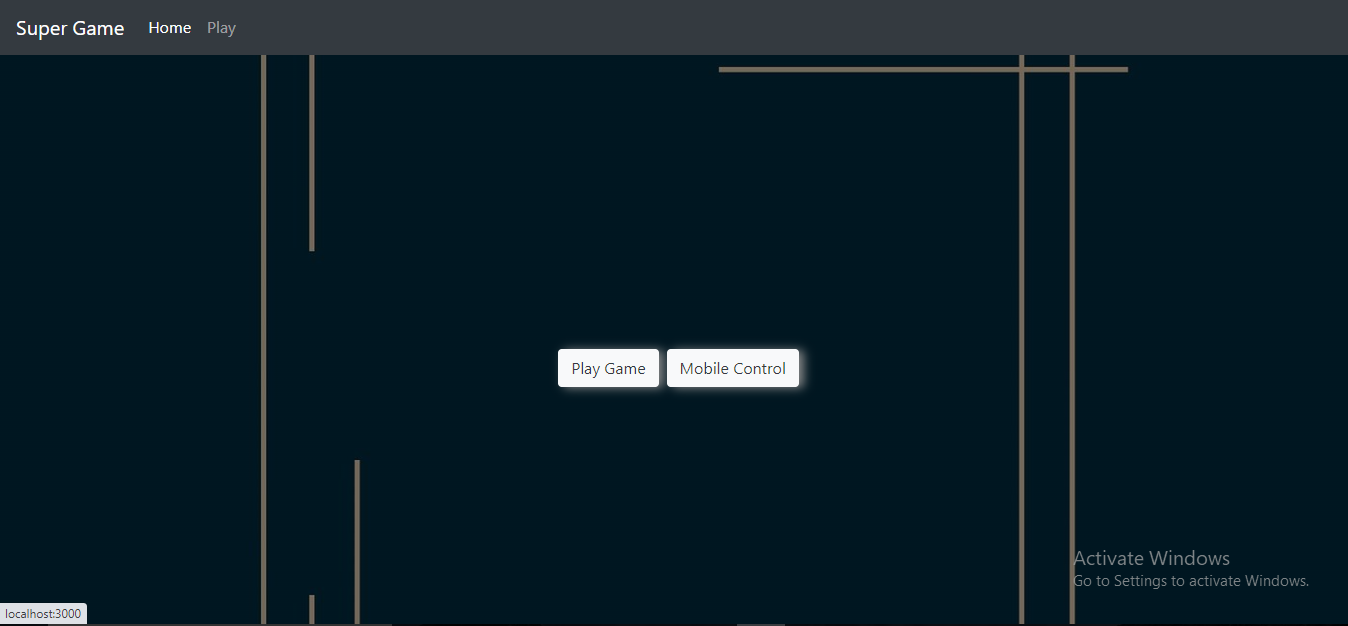 Super Game Home Play
Play Game Mobile Control
Activate Windows
Go to Settings to activate Windows.
localhost:3000